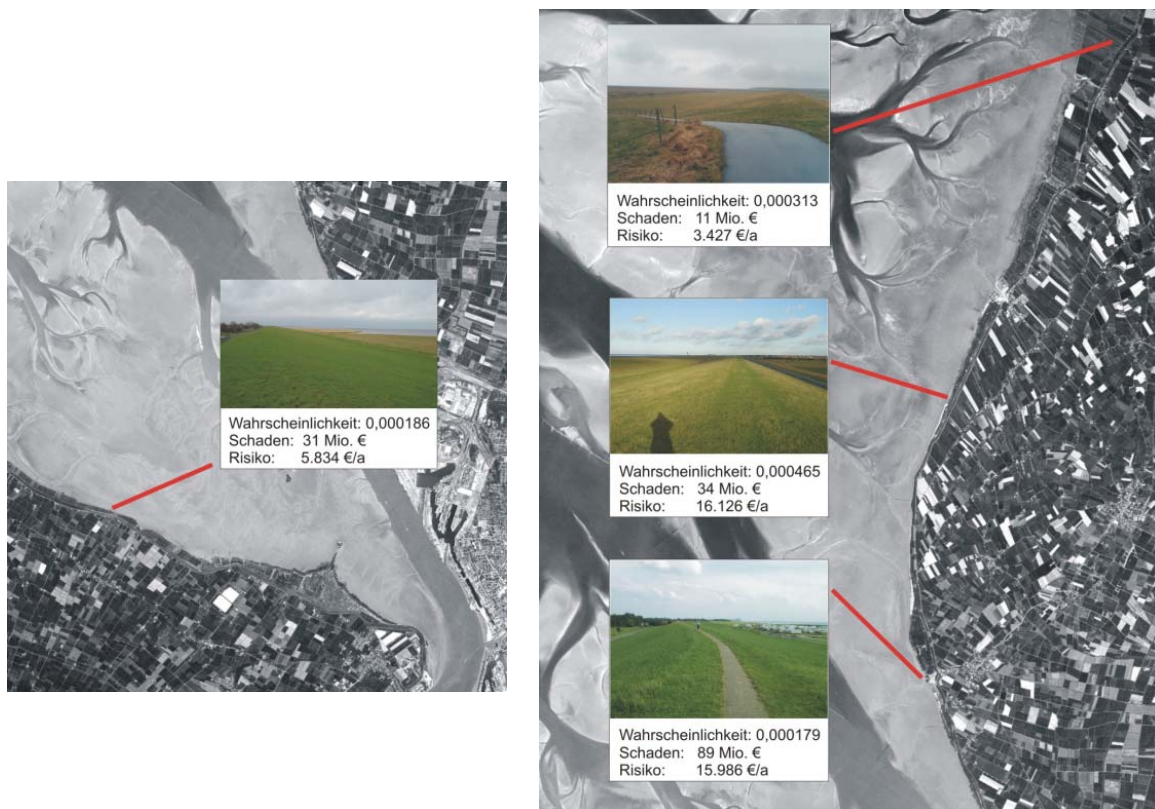 Wahrscheinlichkeit: 0,000186
Schaden: 31 Mio. €
Risiko: 5.834 €/a
Wahrscheinlichkeit: 0,000313
Schaden: 11 Mio. €
Risiko: 3.427 €/a
Wahrscheinlichkeit: 0,000465
Schaden: 34 Mio. €
Risiko: 16.126 €/a
Wahrscheinlichkeit: 0,000179
Schaden: 89 Mio. €
Risiko: 15.986 €/a